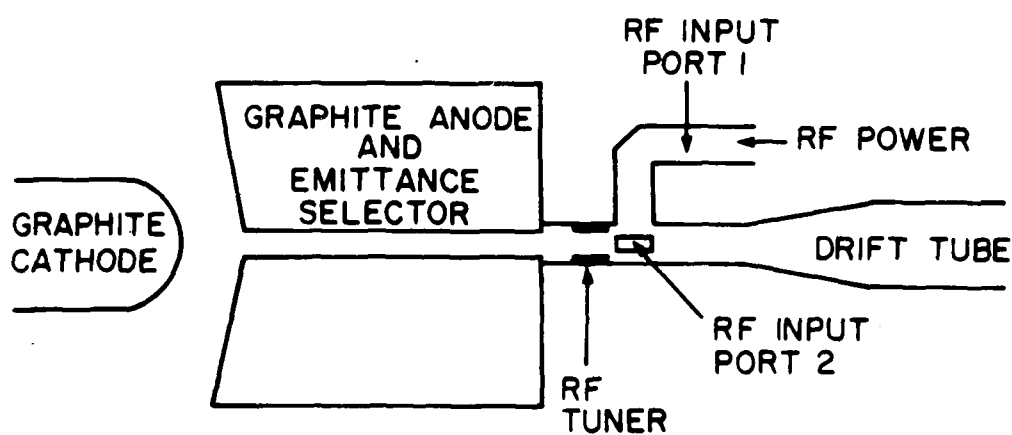 RF INPUT
PORT 1
GRAPHITE ANODE
AND
EMITTANCE
SELECTOR
RF POWER
GRAPHITE
CATHODE
DRIFT TUBE
RF INPUT
PORT 2
RF
TUNER